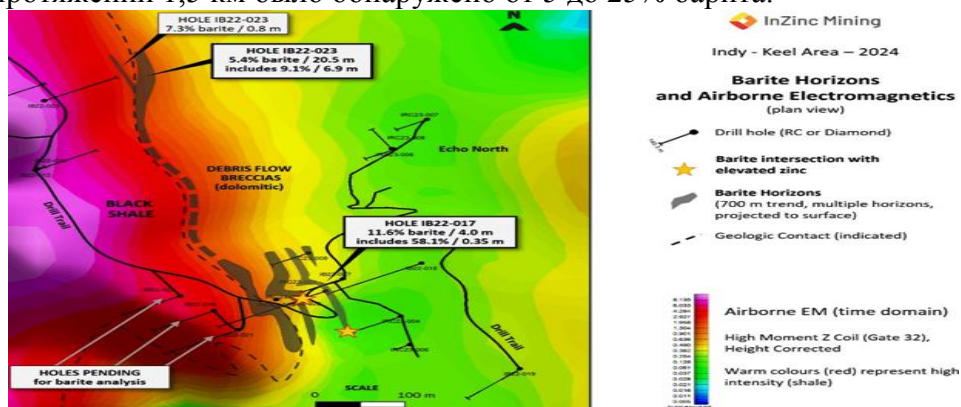 протяжении 1,5 км было обнаружено от 5 до 25% барита.
HOLE IB22-023
7.3% barite / 0.8 m
HOLE IB22-023
5.4% barite / 20.5 m
includes 9.1% / 6.9 m
N
IRC23-007
Echo North
DEBRIS FLOW
BRECCIAS
(dolomitic)
BLACK
SHALE
Drill Trail
HOLE IB22-017
11.6% barite / 4.0 m
includes 58.1% / 0.35 m
IB22-018
Drill Trail
IB22-019
HOLES PENDING
for barite analysis
SCALE
0 100 m
InZinc Mining
Indy - Keel Area – 2024
Barite Horizons
and Airborne Electromagnetics
(plan view)
Drill hole (RC or Diamond)
Barite intersection with
elevated zinc
Barite Horizons
(700 m trend, multiple horizons,
projected to surface)
Geologic Contact (indicated)
Airborne EM (time domain)
High Moment Z Coil (Gate 32),
Height Corrected
Warm colours (red) represent high
intensity (shale)